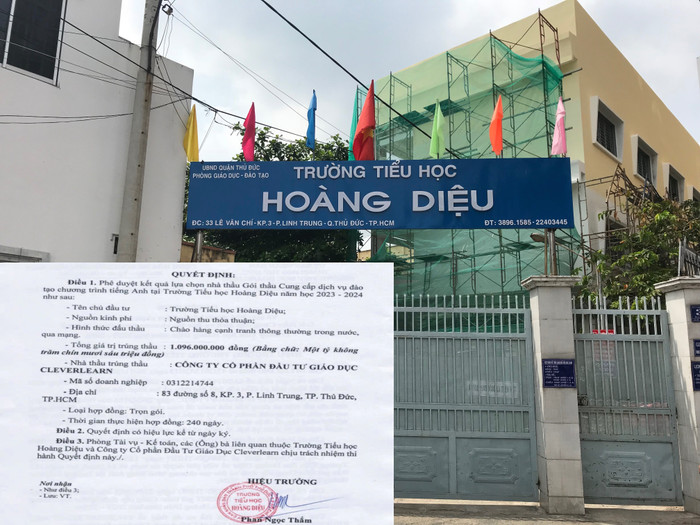 UBND QUẬN THỦ ĐỨC
PHÒNG GIÁO DỤC - ĐÀO TẠO
TRƯỜNG TIỂU HỌC
HOÀNG DIỆU
ĐC: 33 LÊ VĂN CHÍ-KP.3-P.LINH TRUNG-Q.THỦ ĐỨC-TP.HCM
ĐT: 3896.1585-22403445
QUYẾT ĐỊNH:
Điều 1. Phê duyệt kết quả lựa chọn nhà thầu Gói thầu Cung cấp dịch vụ đào
tạo chương trình tiếng Anh tại Trường Tiểu học Hoàng Diệu năm học 2023 - 2024
như sau:
- Tên chủ đầu tư : Trường Tiểu học Hoàng Diệu;
- Nguồn kinh phí : Nguồn thu thỏa thuận;
- Hình thức đấu thầu : Chào hàng cạnh tranh thông thường trong nước,
qua mạng.
- Tổng giá trị trúng thầu : 1.096.000.000 đồng (Bằng chữ: Một tỷ không
trăm chín mươi sáu triệu đồng)
- Nhà thầu trúng thầu : CÔNG TY CỔ PHẦN ĐẦU TƯ GIÁO DỤC
CLEVERLEARN
- Mã số doanh nghiệp : 0312214744
- Địa chỉ : 83 đường số 8, KP. 3, P. Linh Trung, TP. Thủ Đức,
TP.HCM
- Loại hợp đồng: Trọn gói.
- Thời gian thực hiện hợp đồng: 240 ngày.
Điều 2. Quyết định có hiệu lực kể từ ngày ký.
Điều 3. Phòng Tài vụ - Kế toán, các (Ông) bà liên quan thuộc Trường Tiểu học
Hoàng Diệu và Công ty Cổ Phần Đầu Tư Giáo Dục Cleverlearn chịu trách nhiệm thi
hành Quyết định này./.
Nơi nhận
- Như điều 3;
- Lưu: VT.
HIỆU TRƯỞNG
TRƯỜNG
TIỂU HỌC
HOÀNG DIỆU
Phan Ngọc Thẩm